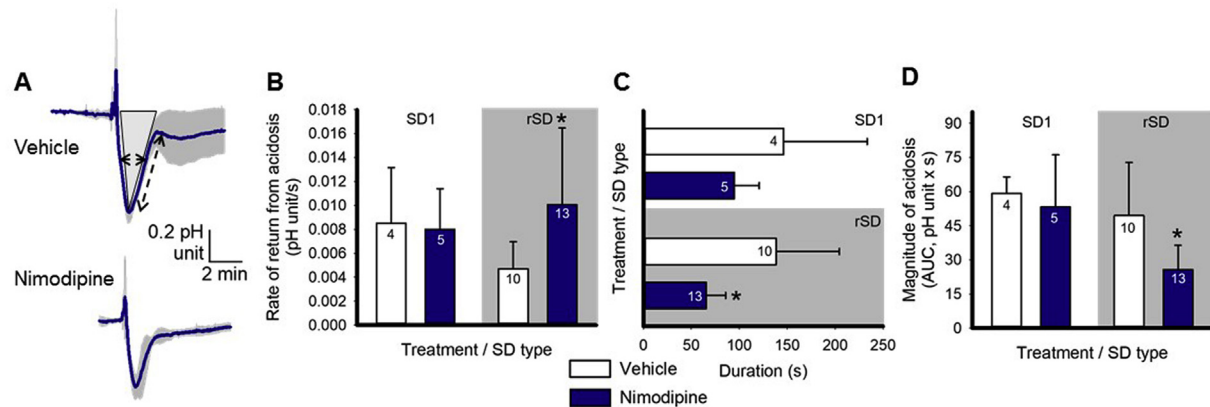 A
Vehicle
0.2 pH
unit
2 min
Nimodipine
B
Rate of return from acidosis
(pH unit/s)
0.018
0.016
0.014
0.012
0.010
0.008
0.006
0.004
0.002
0.000
SD1
rSD *
4
5
10
13
Treatment / SD type
C
Treatment / SD type
SD1
4
5
rSD
10
13 *
0 50 100 150 200 250
Duration (s)
Vehicle
Nimodipine
D
Magnitude of acidosis
(AUC, pH unit x s)
90
75
60
45
30
15
0
SD1
rSD
4
5
10
*
13
Treatment / SD type